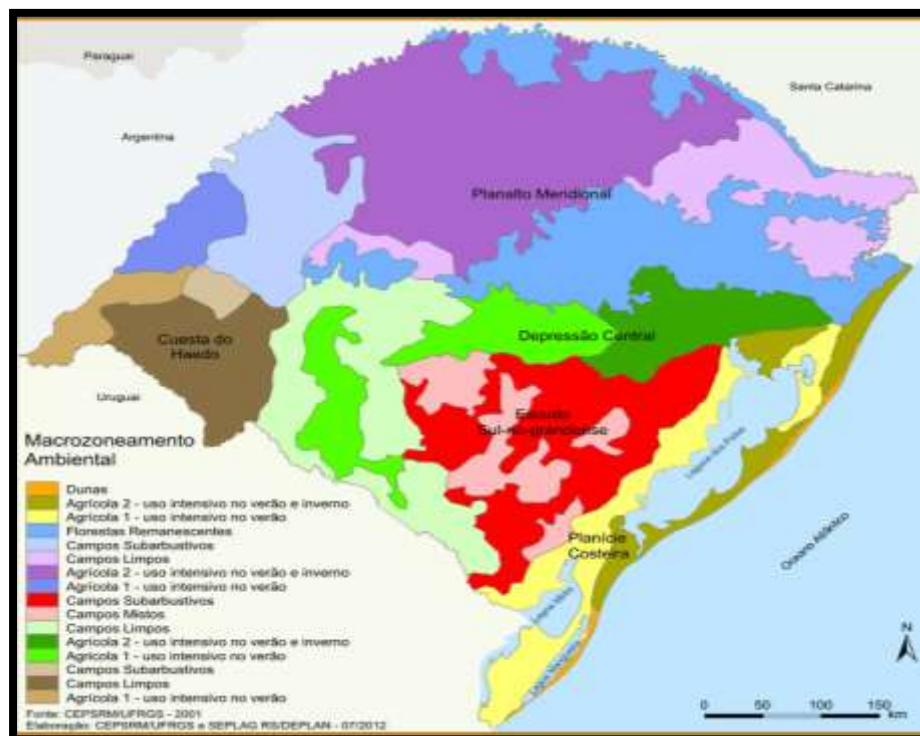 Paraguai
Santa Catarina
Argentina
Planalto Meridional
Cuesta do
Haedo
Depressão Central
Uruguai
Escudo
Sul-rio-grandense
Lagoa dos Patos
Planície
Costeira
Oceano Atlântico
Lagoa Mirim
Lagoa Mangueira
Macrozoneamento
Ambiental
Dunas
Agrícola 2 - uso intensivo no verão e inverno
Agrícola 1 - uso intensivo no verão
Florestas Remanescentes
Campos Subarbustivos
Campos Limpos
Agrícola 2 - uso intensivo no verão e inverno
Agrícola 1 - uso intensivo no verão
Campos Subarbustivos
Campos Mistos
Campos Limpos
Agrícola 2 - uso intensivo no verão e inverno
Agrícola 1 - uso intensivo no verão
Campos Subarbustivos
Campos Limpos
Agrícola 1 - uso intensivo no verão
Fonte: CEPSRM/UFRGS - 2001
Elaboração: CEPSRM/UFRGS e SEPLAG RS/DEPLAN - 07/2012
N
0 50 100 150
km